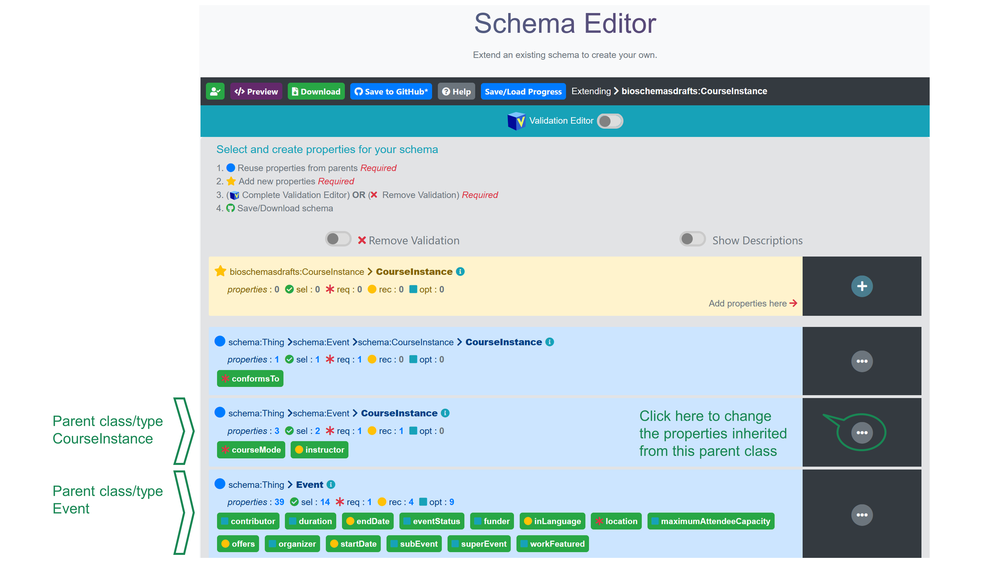 Schema Editor
Extend an existing schema to create your own.
</> Preview Download Save to GitHub* Help Save/Load Progress Extending > bioschemasdrafts:CourseInstance
Validation Editor
Select and create properties for your schema
1. Reuse properties from parents Required
2. Add new properties Required
3. ( Complete Validation Editor) OR ( Remove Validation) Required
4. Save/Download schema
Remove Validation Show Descriptions
bioschemasdrafts:CourseInstance > CourseInstance
properties : 0 sel : 0 req : 0 rec : 0 opt : 0
Add properties here
schema:Thing >schema:Event >schema:CourseInstance > CourseInstance
properties : 1 sel : 1 req : 1 rec : 0 opt : 0
conformsTo
Parent class/type
CourseInstance
schema:Thing >schema:Event > CourseInstance
properties : 3 sel : 2 req : 1 rec : 1 opt : 0
courseMode instructor
Click here to change
the properties inherited
from this parent class
Parent class/type
Event
schema:Thing > Event
properties : 39 sel : 14 req : 1 rec : 4 opt : 9
contributor duration endDate eventStatus funder inLanguage location maximumAttendeeCapacity
offers organizer startDate subEvent superEvent workFeatured